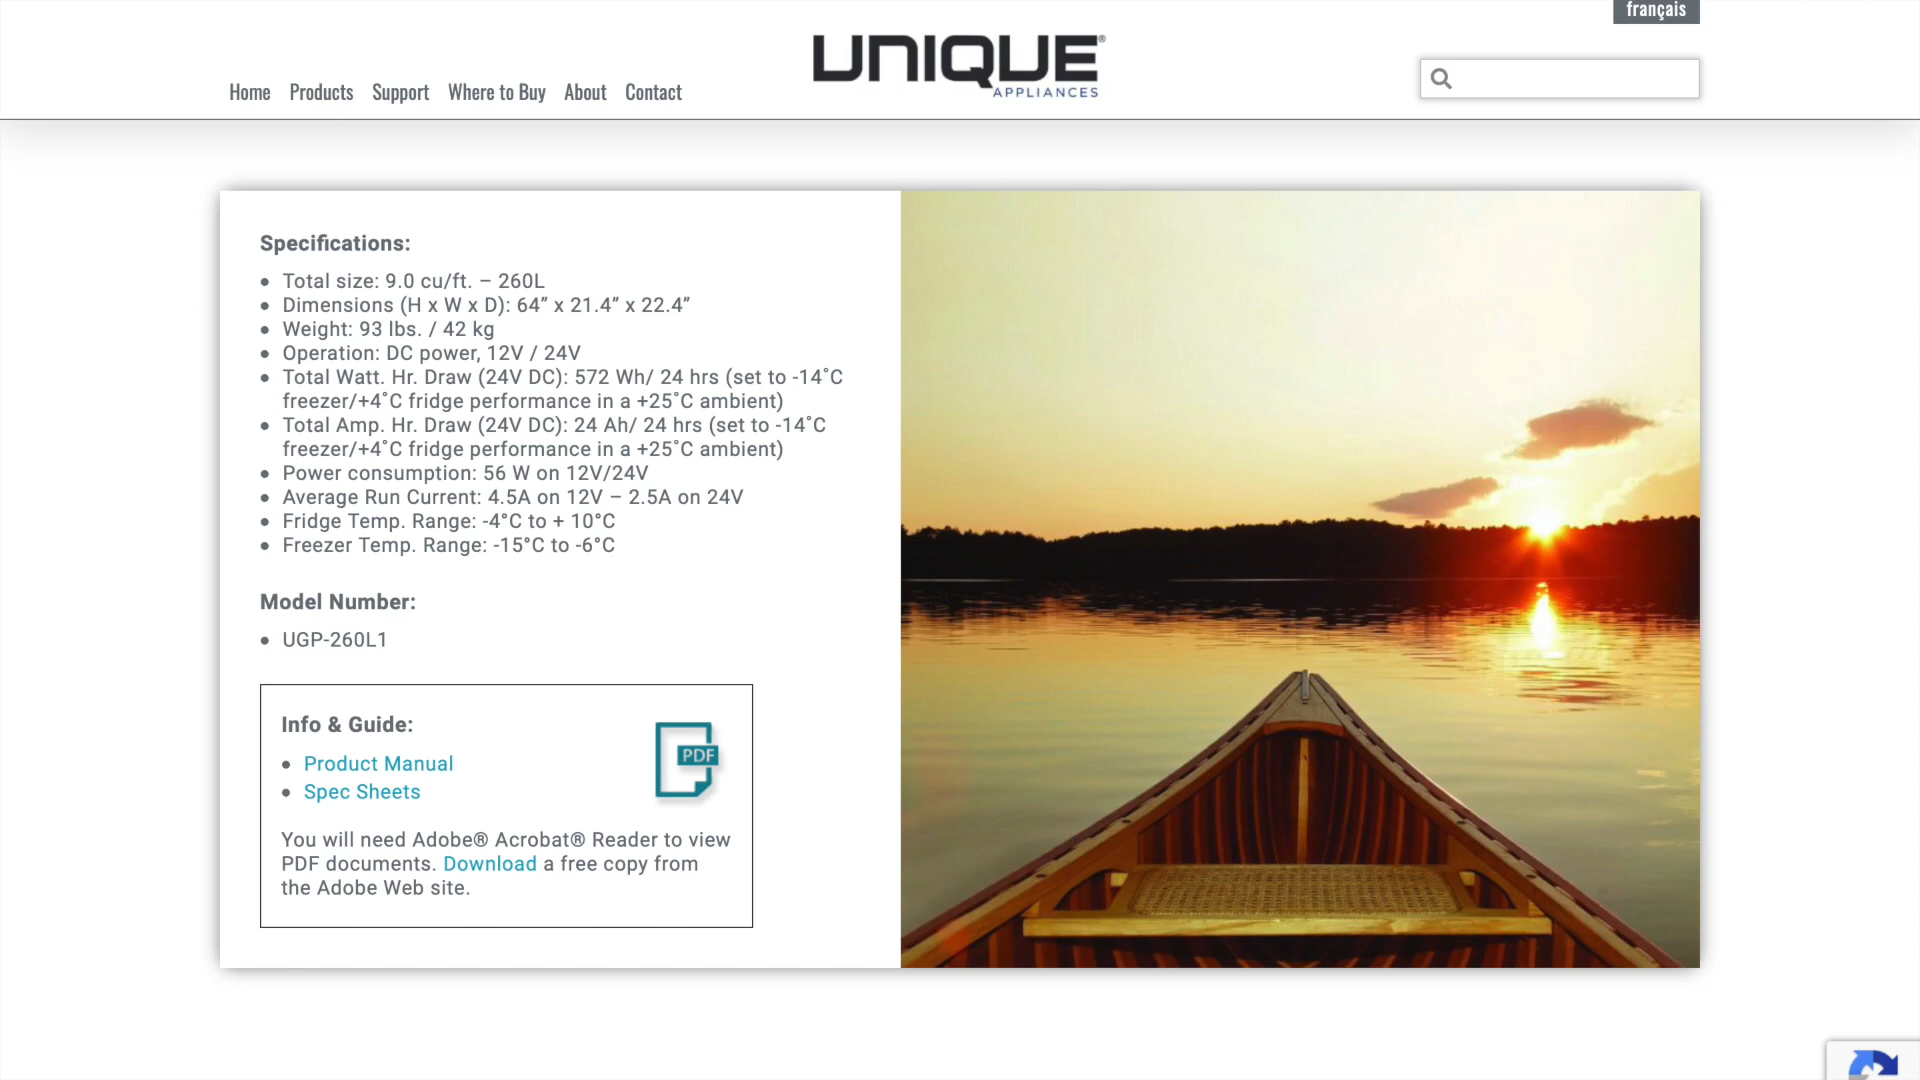 français
UNIQUE®
APPLIANCES
Home Products Support Where to Buy About Contact
Specifications:
• Total size: 9.0 cu/ft. – 260L
• Dimensions (H x W x D): 64” x 21.4” x 22.4”
• Weight: 93 lbs. / 42 kg
• Operation: DC power, 12V / 24V
• Total Watt. Hr. Draw (24V DC): 572 Wh/ 24 hrs (set to -14˚C
freezer/+4˚C fridge performance in a +25˚C ambient)
• Total Amp. Hr. Draw (24V DC): 24 Ah/ 24 hrs (set to -14˚C
freezer/+4˚C fridge performance in a +25˚C ambient)
• Power consumption: 56 W on 12V/24V
• Average Run Current: 4.5A on 12V – 2.5A on 24V
• Fridge Temp. Range: -4°C to + 10°C
• Freezer Temp. Range: -15°C to -6°C
Model Number:
• UGP-260L1
Info & Guide:
PDF
• Product Manual
• Spec Sheets
You will need Adobe® Acrobat® Reader to view
PDF documents. Download a free copy from
the Adobe Web site.